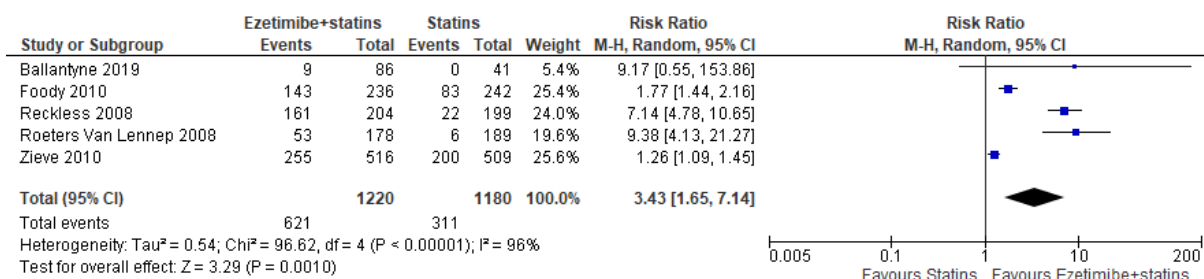 Ezetimibe+statins Statins Risk Ratio Risk Ratio
Study or Subgroup Events Total Events Total Weight M-H, Random, 95% CI M-H, Random, 95% CI
Ballantyne 2019 9 86 0 41 5.4% 9.17 [0.55, 153.86]
Foody 2010 143 236 83 242 25.4% 1.77 [1.44, 2.16]
Reckless 2008 161 204 22 199 24.0% 7.14 [4.78, 10.65]
Roeters Van Lennep 2008 53 178 6 189 19.6% 9.38 [4.13, 21.27]
Zieve 2010 255 516 200 509 25.6% 1.26 [1.09, 1.45]
Total (95% CI) 1220 1180 100.0% 3.43 [1.65, 7.14]
Total events 621 311
Heterogeneity: Tau² = 0.54; Chi² = 96.62, df = 4 (P < 0.00001); I² = 96%
Test for overall effect: Z = 3.29 (P = 0.0010)
0.005 0.1 1 10 200
Favours Statins Favours Ezetimibe+statins